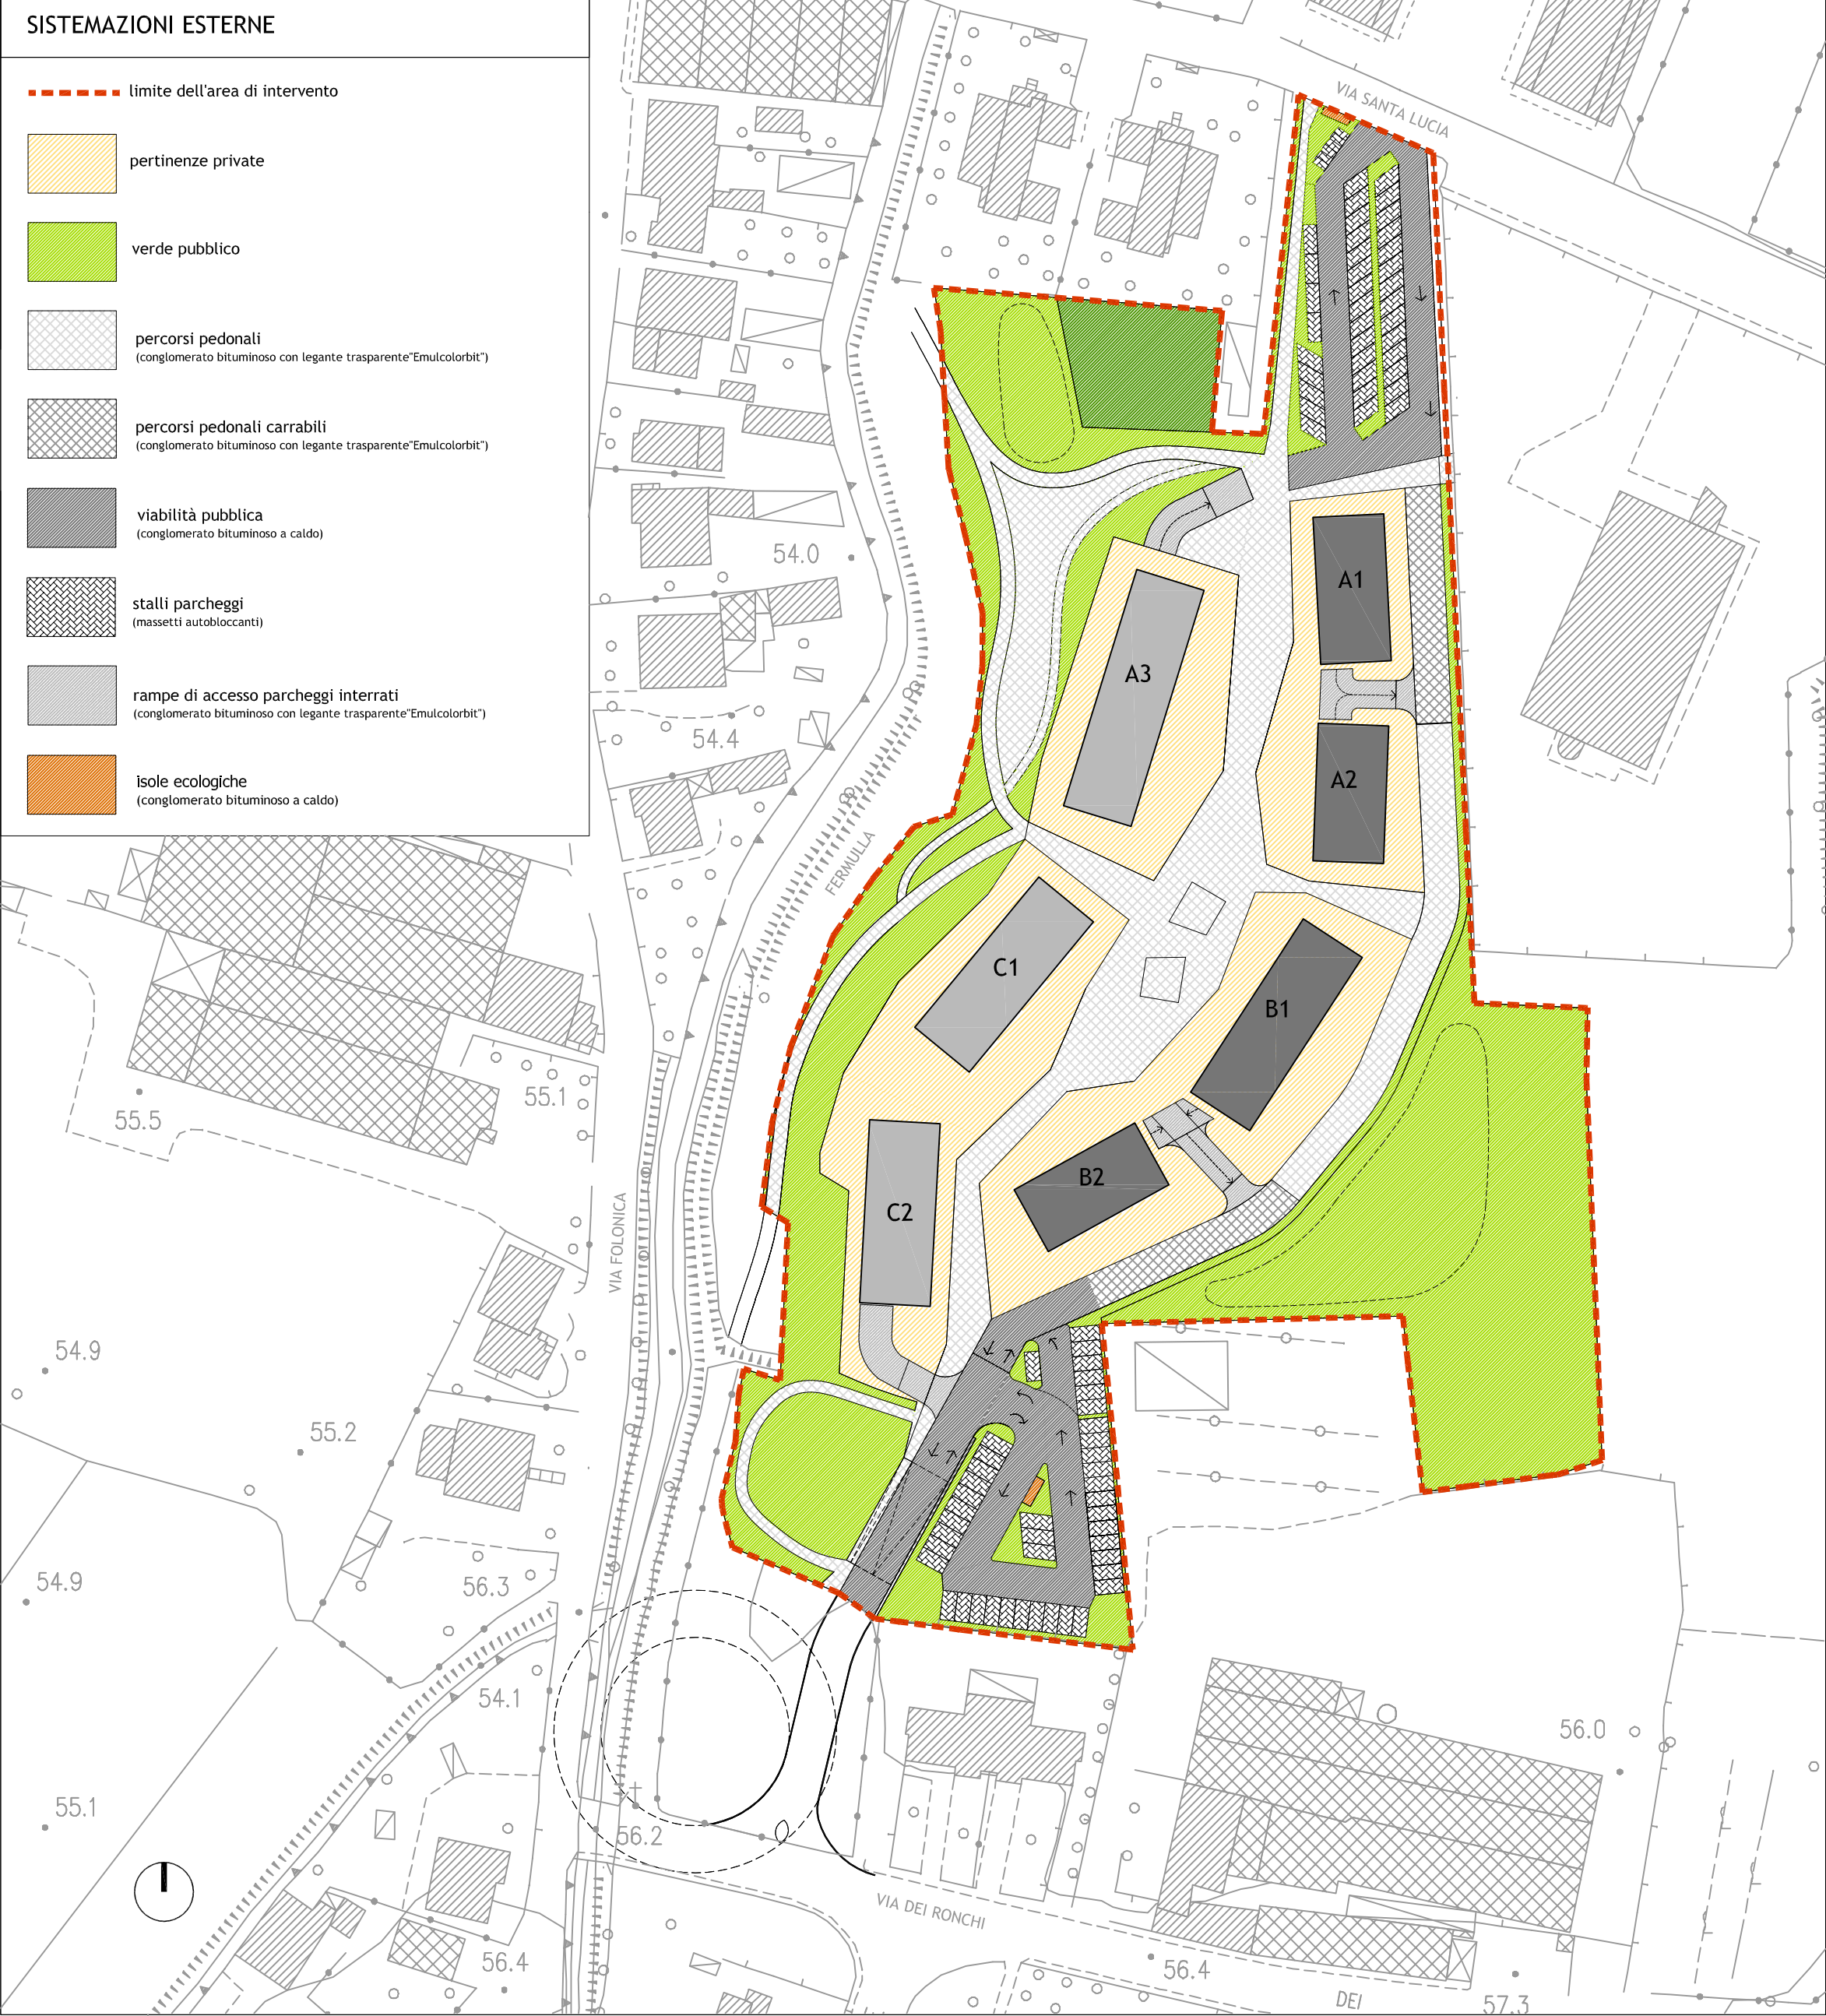 SISTEMAZIONI ESTERNE
limite dell'area di intervento
pertinenze private
verde pubblico
percorsi pedonali
(conglomerato bituminoso con legante trasparente"Emulcolorbit")
percorsi pedonali carrabili
(conglomerato bituminoso con legante trasparente"Emulcolorbit")
viabilità pubblica
(conglomerato bituminoso a caldo)
stalli parcheggi
(massetti autobloccanti)
rampe di accesso parcheggi interrati
(conglomerato bituminoso con legante trasparente"Emulcolorbit")
isole ecologiche
(conglomerato bituminoso a caldo)
VIA SANTA LUCIA
54.0
A1
A3
54.4
A2
FERMULLA
C1
B1
55.1
55.5
B2
C2
VIA FOLONICA
54.9
55.2
54.9
56.3
54.1
56.0
55.1
56.2
VIA DEI RONCHI
56.4
56.4
DEI
57.3